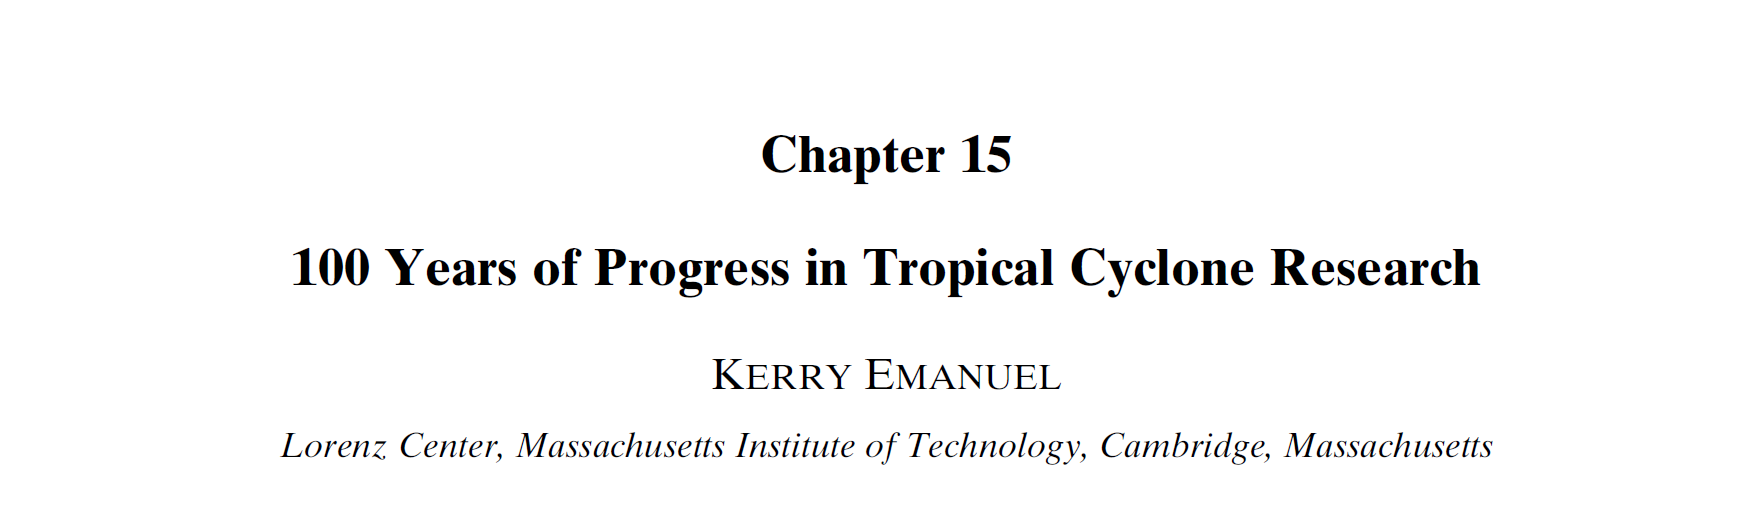 Chapter 15
100 Years of Progress in Tropical Cyclone Research
KERRY EMANUEL
Lorenz Center, Massachusetts Institute of Technology, Cambridge, Massachusetts